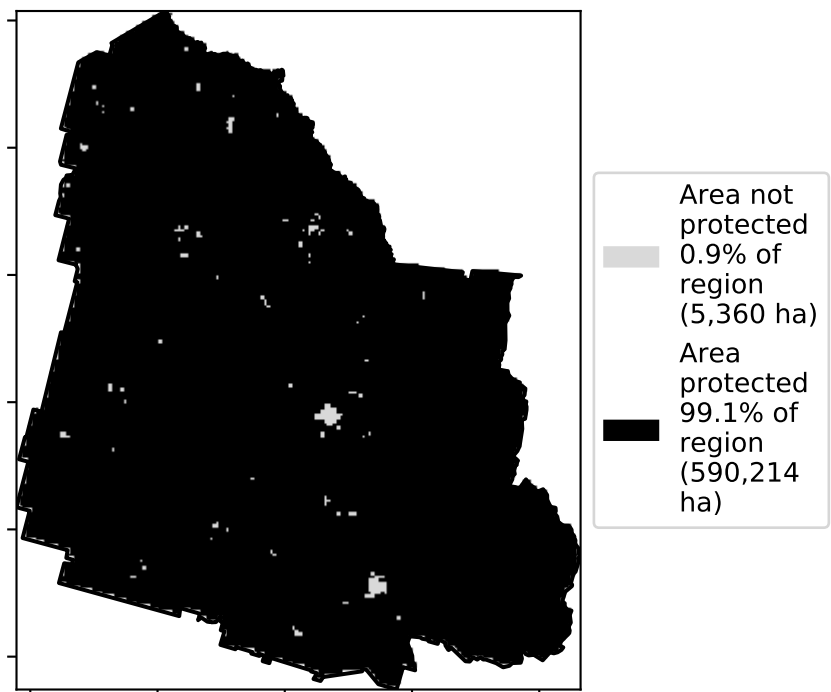 Area not
protected
0.9% of
region
(5,360 ha)
Area
protected
99.1% of
region
(590,214
ha)